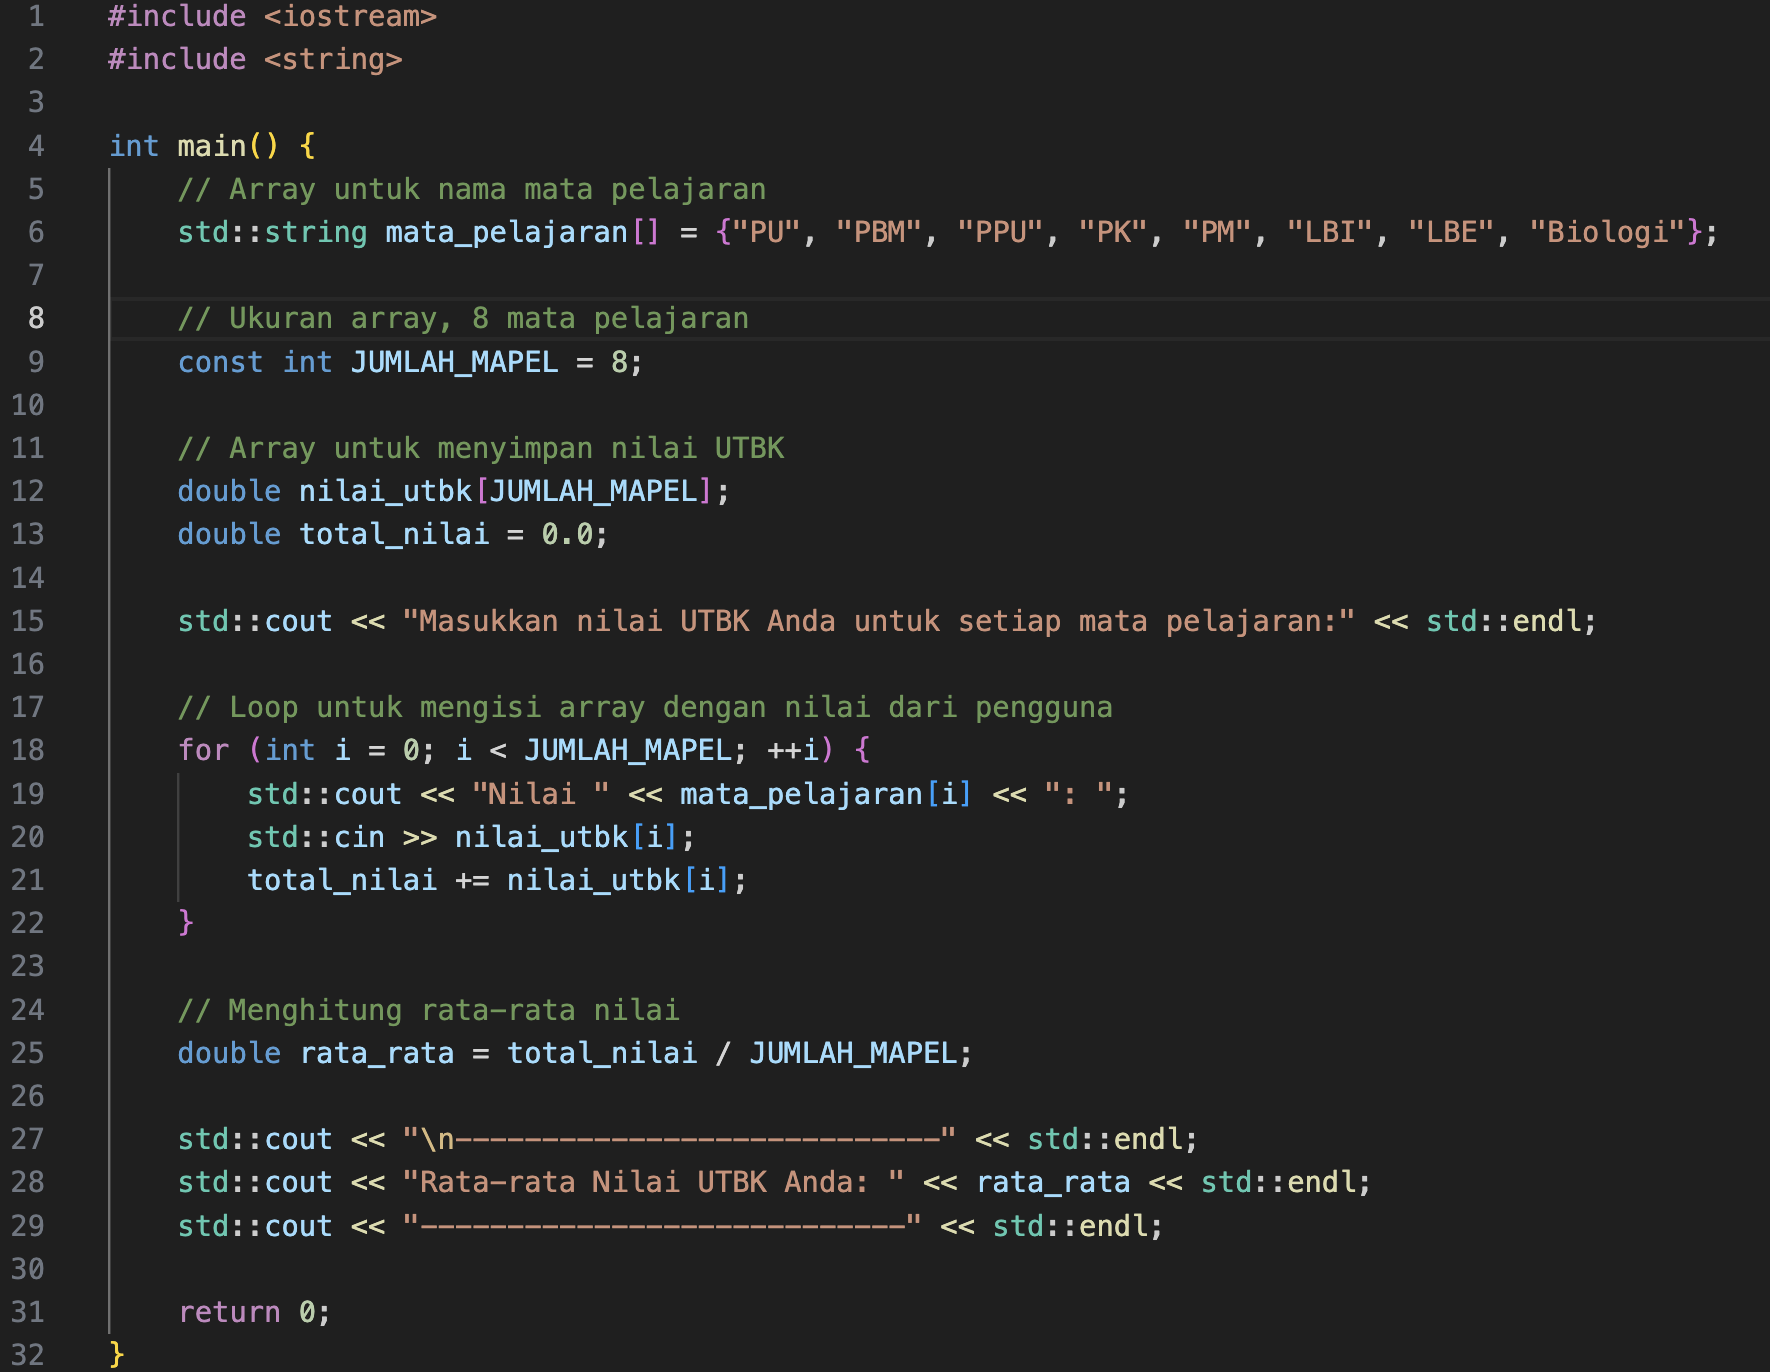 1 #include <iostream>
2 #include <string>
3
4 int main() {
5 // Array untuk nama mata pelajaran
6 std::string mata_pelajaran[] = {"PU", "PBM", "PPU", "PK", "PM", "LBI", "LBE", "Biologi"};
7
8 // Ukuran array, 8 mata pelajaran
9 const int JUMLAH_MAPEL = 8;
10
11 // Array untuk menyimpan nilai UTBK
12 double nilai_utbk[JUMLAH_MAPEL];
13 double total_nilai = 0.0;
14
15 std::cout << "Masukkan nilai UTBK Anda untuk setiap mata pelajaran:" << std::endl;
16
17 // Loop untuk mengisi array dengan nilai dari pengguna
18 for (int i = 0; i < JUMLAH_MAPEL; ++i) {
19 std::cout << "Nilai " << mata_pelajaran[i] << ": ";
20 std::cin >> nilai_utbk[i];
21 total_nilai += nilai_utbk[i];
22 }
23
24 // Menghitung rata-rata nilai
25 double rata_rata = total_nilai / JUMLAH_MAPEL;
26
27 std::cout << "\n----------------------------" << std::endl;
28 std::cout << "Rata-rata Nilai UTBK Anda: " << rata_rata << std::endl;
29 std::cout << "----------------------------" << std::endl;
30
31 return 0;
32 }